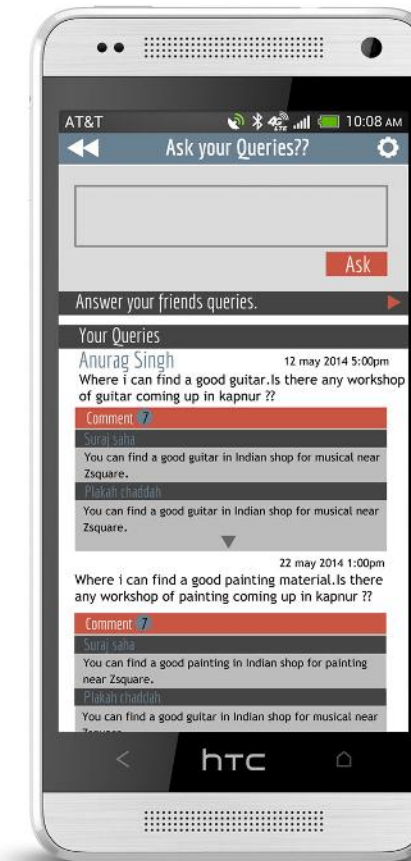 AT&T 4G LTE 10:08 AM
Ask your Queries??
Ask
Answer your friends queries.
Your Queries
Anurag Singh 12 may 2014 5:00pm
Where i can find a good guitar.Is there any workshop
of guitar coming up in kapnur ??
Comment 7
Suraj saha
You can find a good guitar in Indian shop for musical near
Zsquare.
Plakah chaddah
You can find a good guitar in Indian shop for musical near
Zsquare.
22 may 2014 1:00pm
Where i can find a good painting material.Is there
any workshop of painting coming up in kapnur ??
Comment 7
Suraj saha
You can find a good painting in Indian shop for painting
near Zsquare.
Plakah chaddah
You can find a good guitar in Indian shop for musical near
Zsquare.
hTC